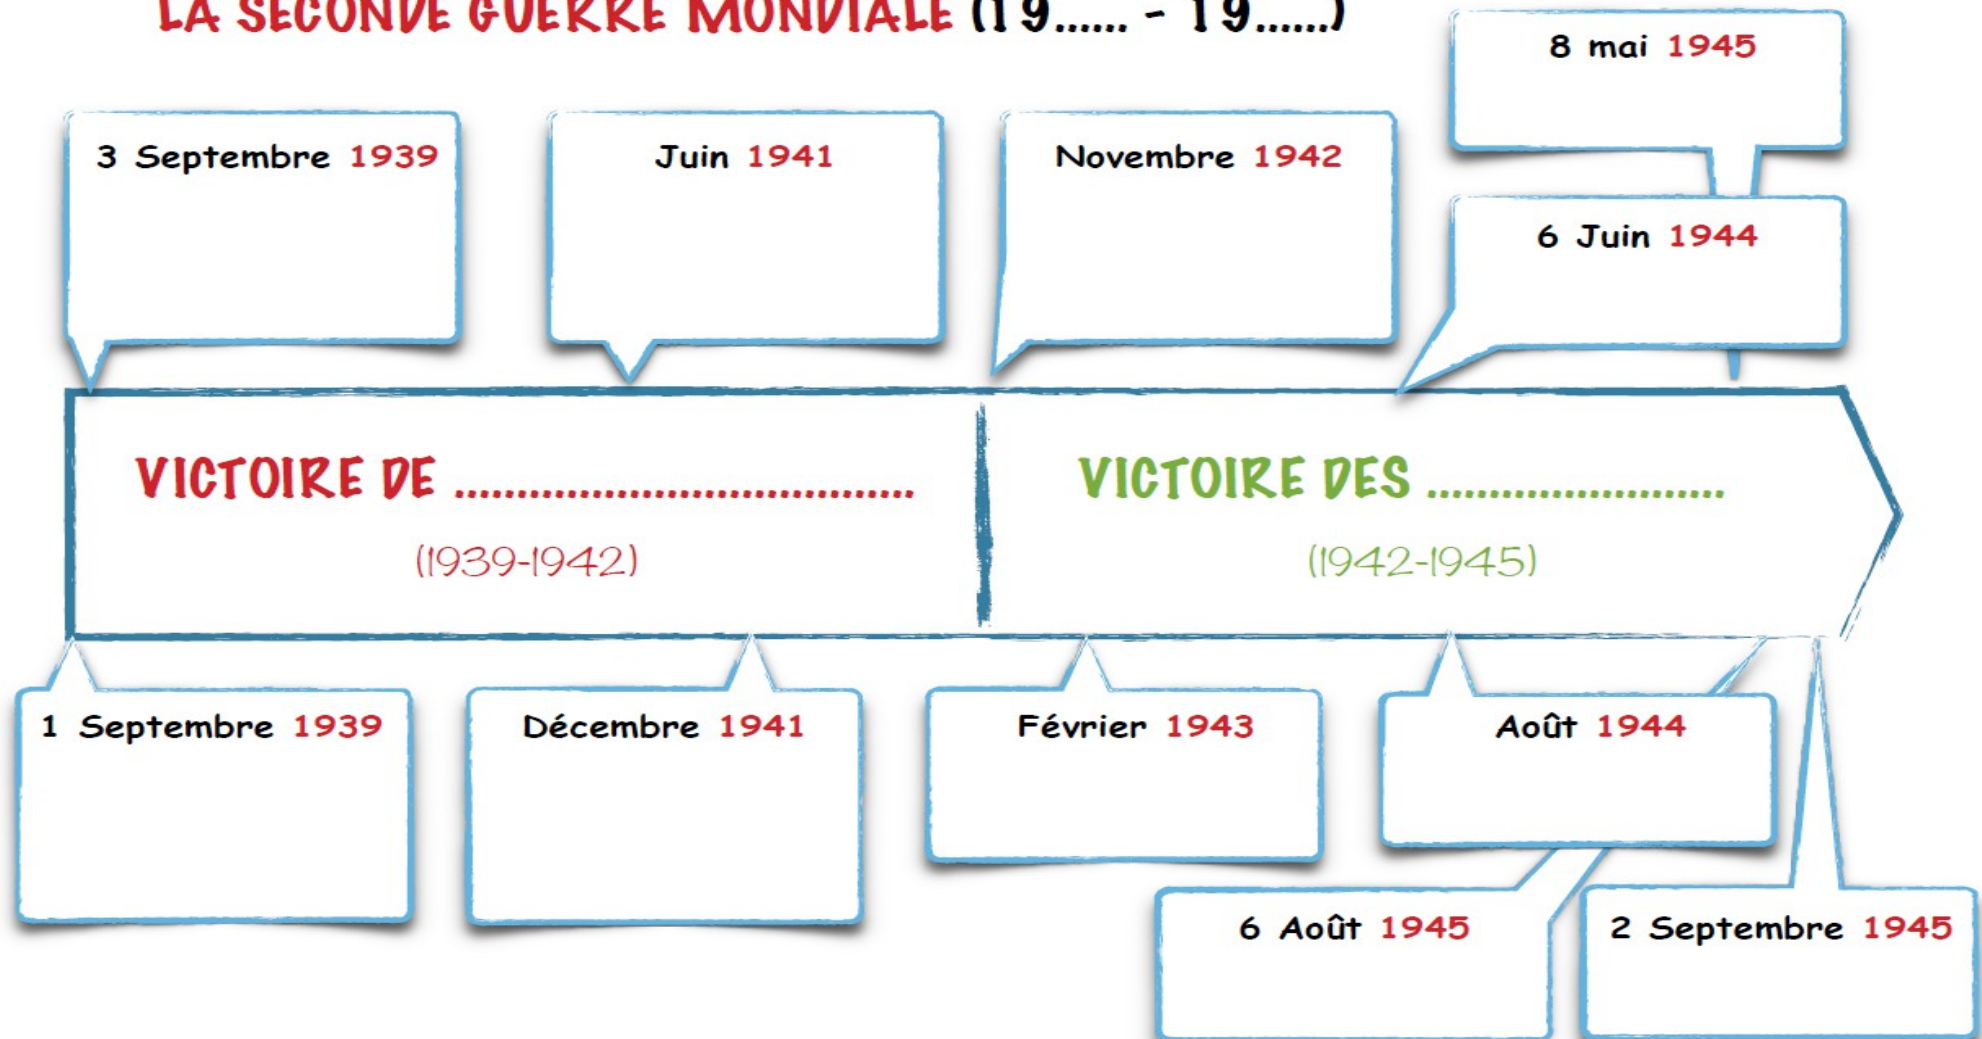 LA SECONDE GUERRE MONDIALE (19...... - 19......)
8 mai 1945
3 Septembre 1939
Juin 1941
Novembre 1942
6 Juin 1944
VICTOIRE DE .....................................
VICTOIRE DES ........................
(1939-1942)
(1942-1945)
1 Septembre 1939
Décembre 1941
Février 1943
Août 1944
6 Août 1945
2 Septembre 1945